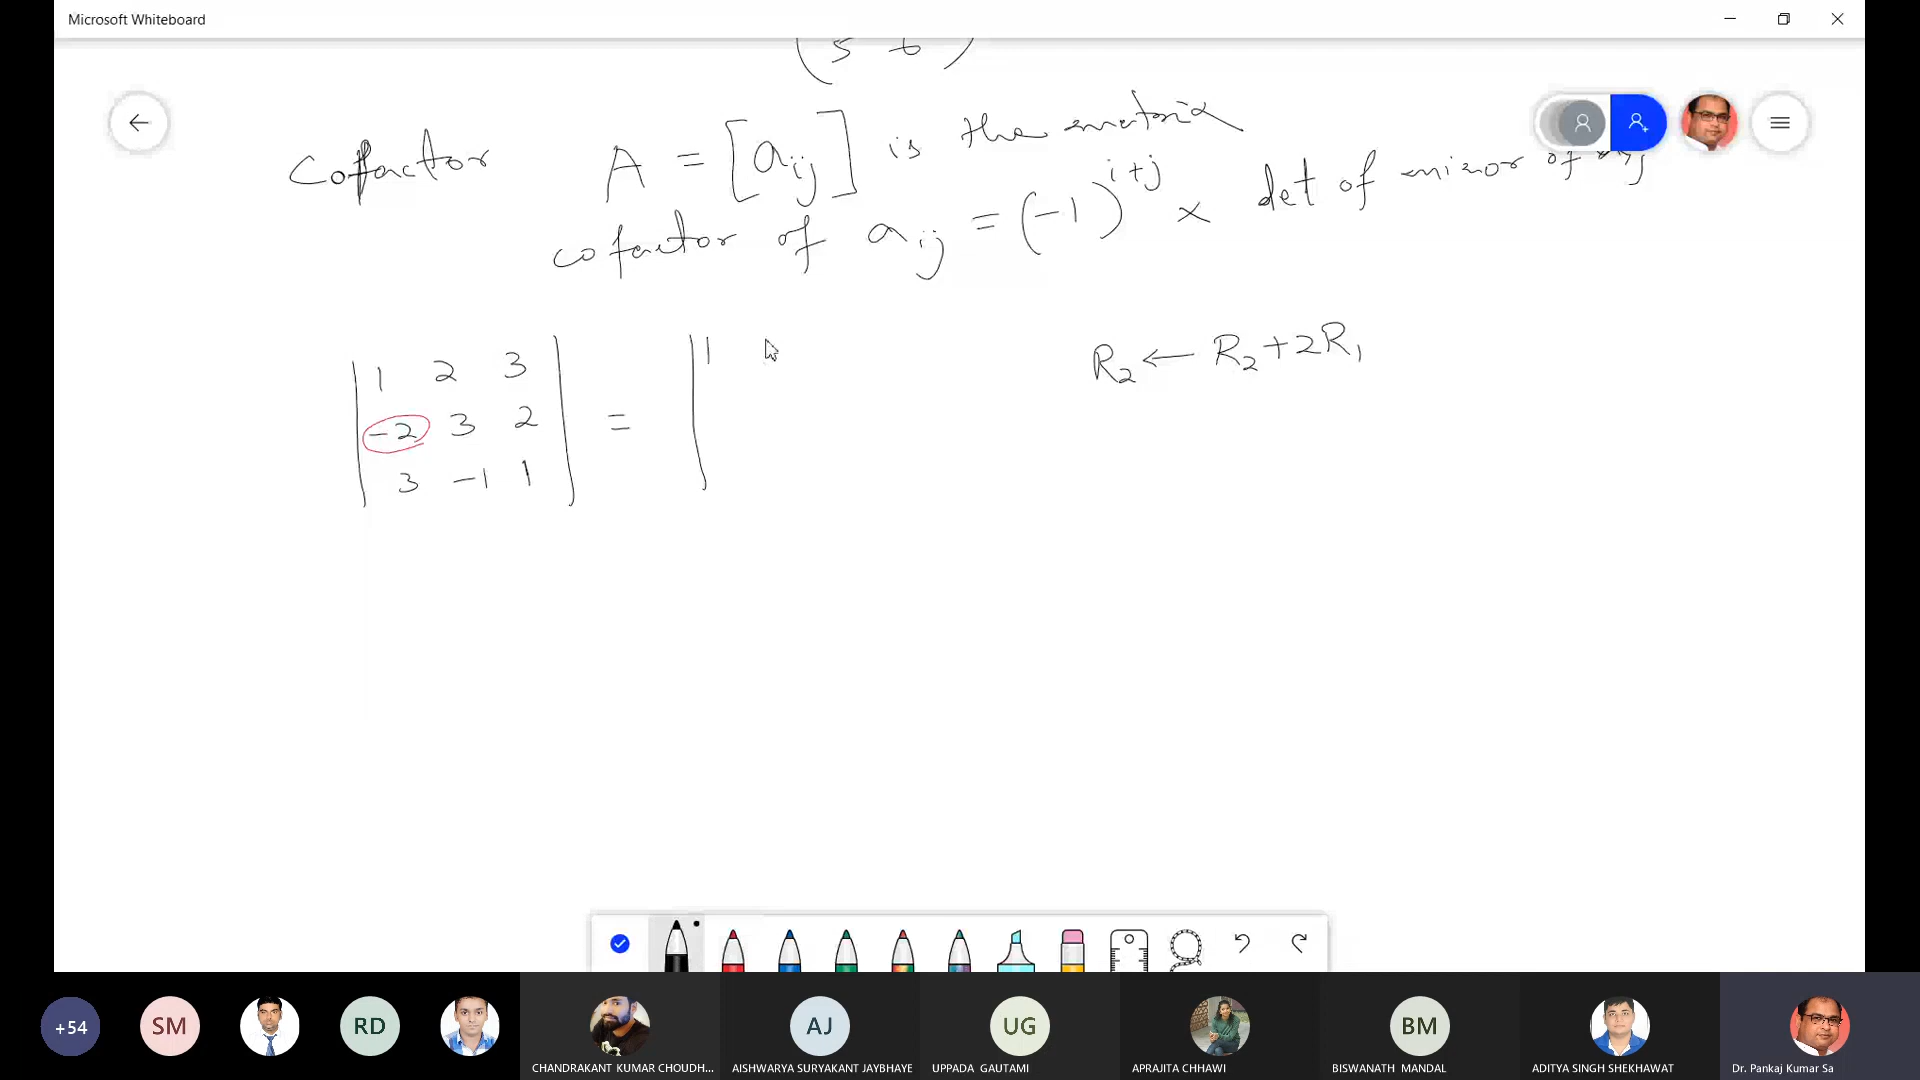 Microsoft Whiteboard
(5 6)
Cofactor A = [aij] is the matrix
cofactor of aij = (-1)^i+j × det of minor of aij
| 1 2 3 | = | 1
| -2 3 2 |
| 3 -1 1 |
R2 ← R2 + 2R1
+54
SM
RD
CHANDRAKANT KUMAR CHOUDH...
AJ
AISHWARYA SURYAKANT JAYBHAYE
UG
UPPADA GAUTAMI
APRAJITA CHHAWI
BM
BISWANATH MANDAL
ADITYA SINGH SHEKHAWAT
Dr. Pankaj Kumar Sa